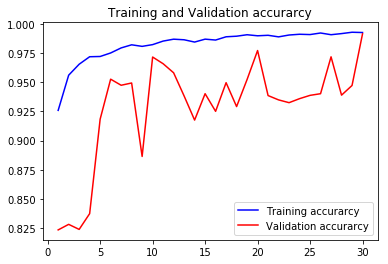 Training and Validation accurarcy
1.000
0.975
0.950
0.925
0.900
0.875
0.850
0.825
0 5 10 15 20 25 30
Training accurarcy
Validation accurarcy